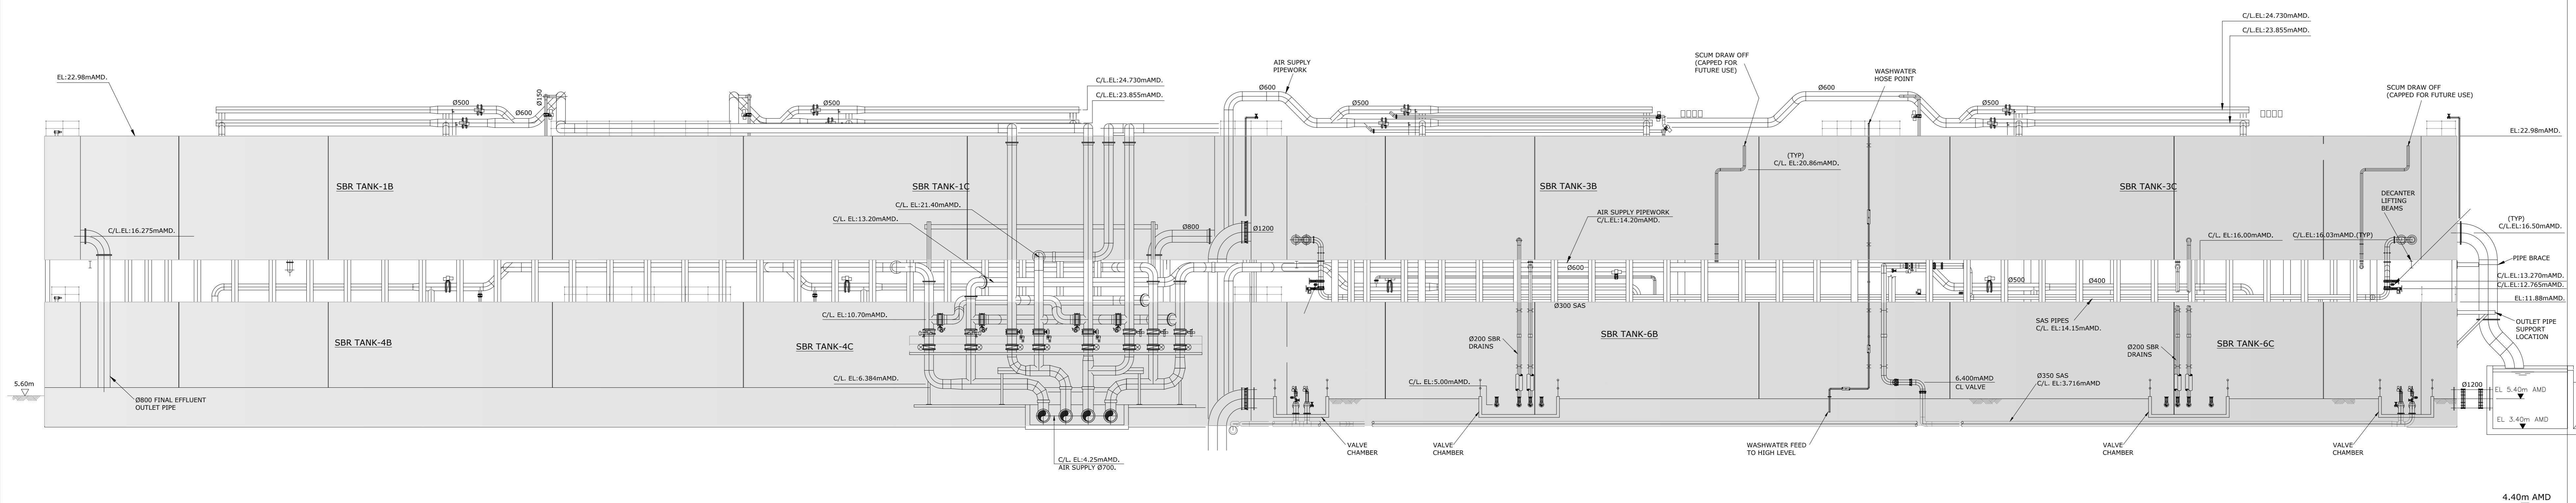 C/L.EL:24.730mAMD.
C/L.EL:23.855mAMD.
SCUM DRAW OFF
(CAPPED FOR
FUTURE USE)
AIR SUPPLY
PIPEWORK
WASHWATER
HOSE POINT
EL:22.98mAMD.
C/L.EL:24.730mAMD.
C/L.EL:23.855mAMD.
SCUM DRAW OFF
(CAPPED FOR FUTURE USE)
Ø500
Ø600
Ø150
Ø500
Ø600
Ø500
Ø600
Ø500
EL:22.98mAMD.
(TYP)
C/L. EL:20.86mAMD.
SBR TANK-1B
SBR TANK-1C
SBR TANK-3B
SBR TANK-3C
DECANTER
LIFTING
BEAMS
C/L. EL:21.40mAMD.
C/L. EL:13.20mAMD.
AIR SUPPLY PIPEWORK
C/L.EL:14.20mAMD.
(TYP)
C/L.EL:16.50mAMD.
C/L.EL:16.275mAMD.
Ø800
Ø1200
C/L. EL:16.00mAMD.
C/L.EL:16.03mAMD.(TYP)
PIPE BRACE
Ø600
C/L.EL:13.270mAMD.
C/L.EL:12.765mAMD.
Ø500
Ø400
EL:11.88mAMD.
Ø300 SAS
C/L. EL:10.70mAMD.
SAS PIPES
C/L. EL:14.15mAMD.
OUTLET PIPE
SUPPORT
LOCATION
SBR TANK-4B
SBR TANK-4C
SBR TANK-6B
SBR TANK-6C
Ø200 SBR
DRAINS
Ø200 SBR
DRAINS
5.60m
C/L. EL:6.384mAMD.
C/L. EL:5.00mAMD.
6.400mAMD
CL VALVE
Ø350 SAS
C/L. EL:3.716mAMD
Ø1200
EL 5.40m AMD
Ø800 FINAL EFFLUENT
OUTLET PIPE
EL 3.40m AMD
VALVE
CHAMBER
VALVE
CHAMBER
WASHWATER FEED
TO HIGH LEVEL
VALVE
CHAMBER
VALVE
CHAMBER
C/L. EL:4.25mAMD.
AIR SUPPLY Ø700.
4.40m AMD